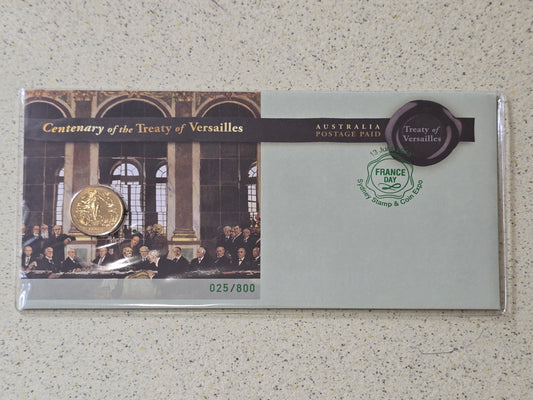 Centenary of the Treaty of Versailles
AUSTRALIA
POSTAGE PAID
Treaty of
Versailles
FRANCE
DAY
Sydney Stamp & Coin Expo
025/800